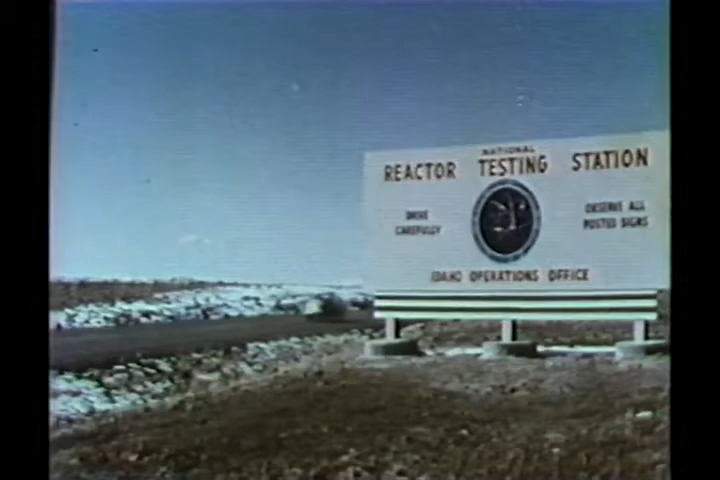 NATIONAL
REACTOR TESTING STATION
DRIVE
CAREFULLY
OBSERVE ALL
POSTED SIGNS
IDAHO OPERATIONS OFFICE